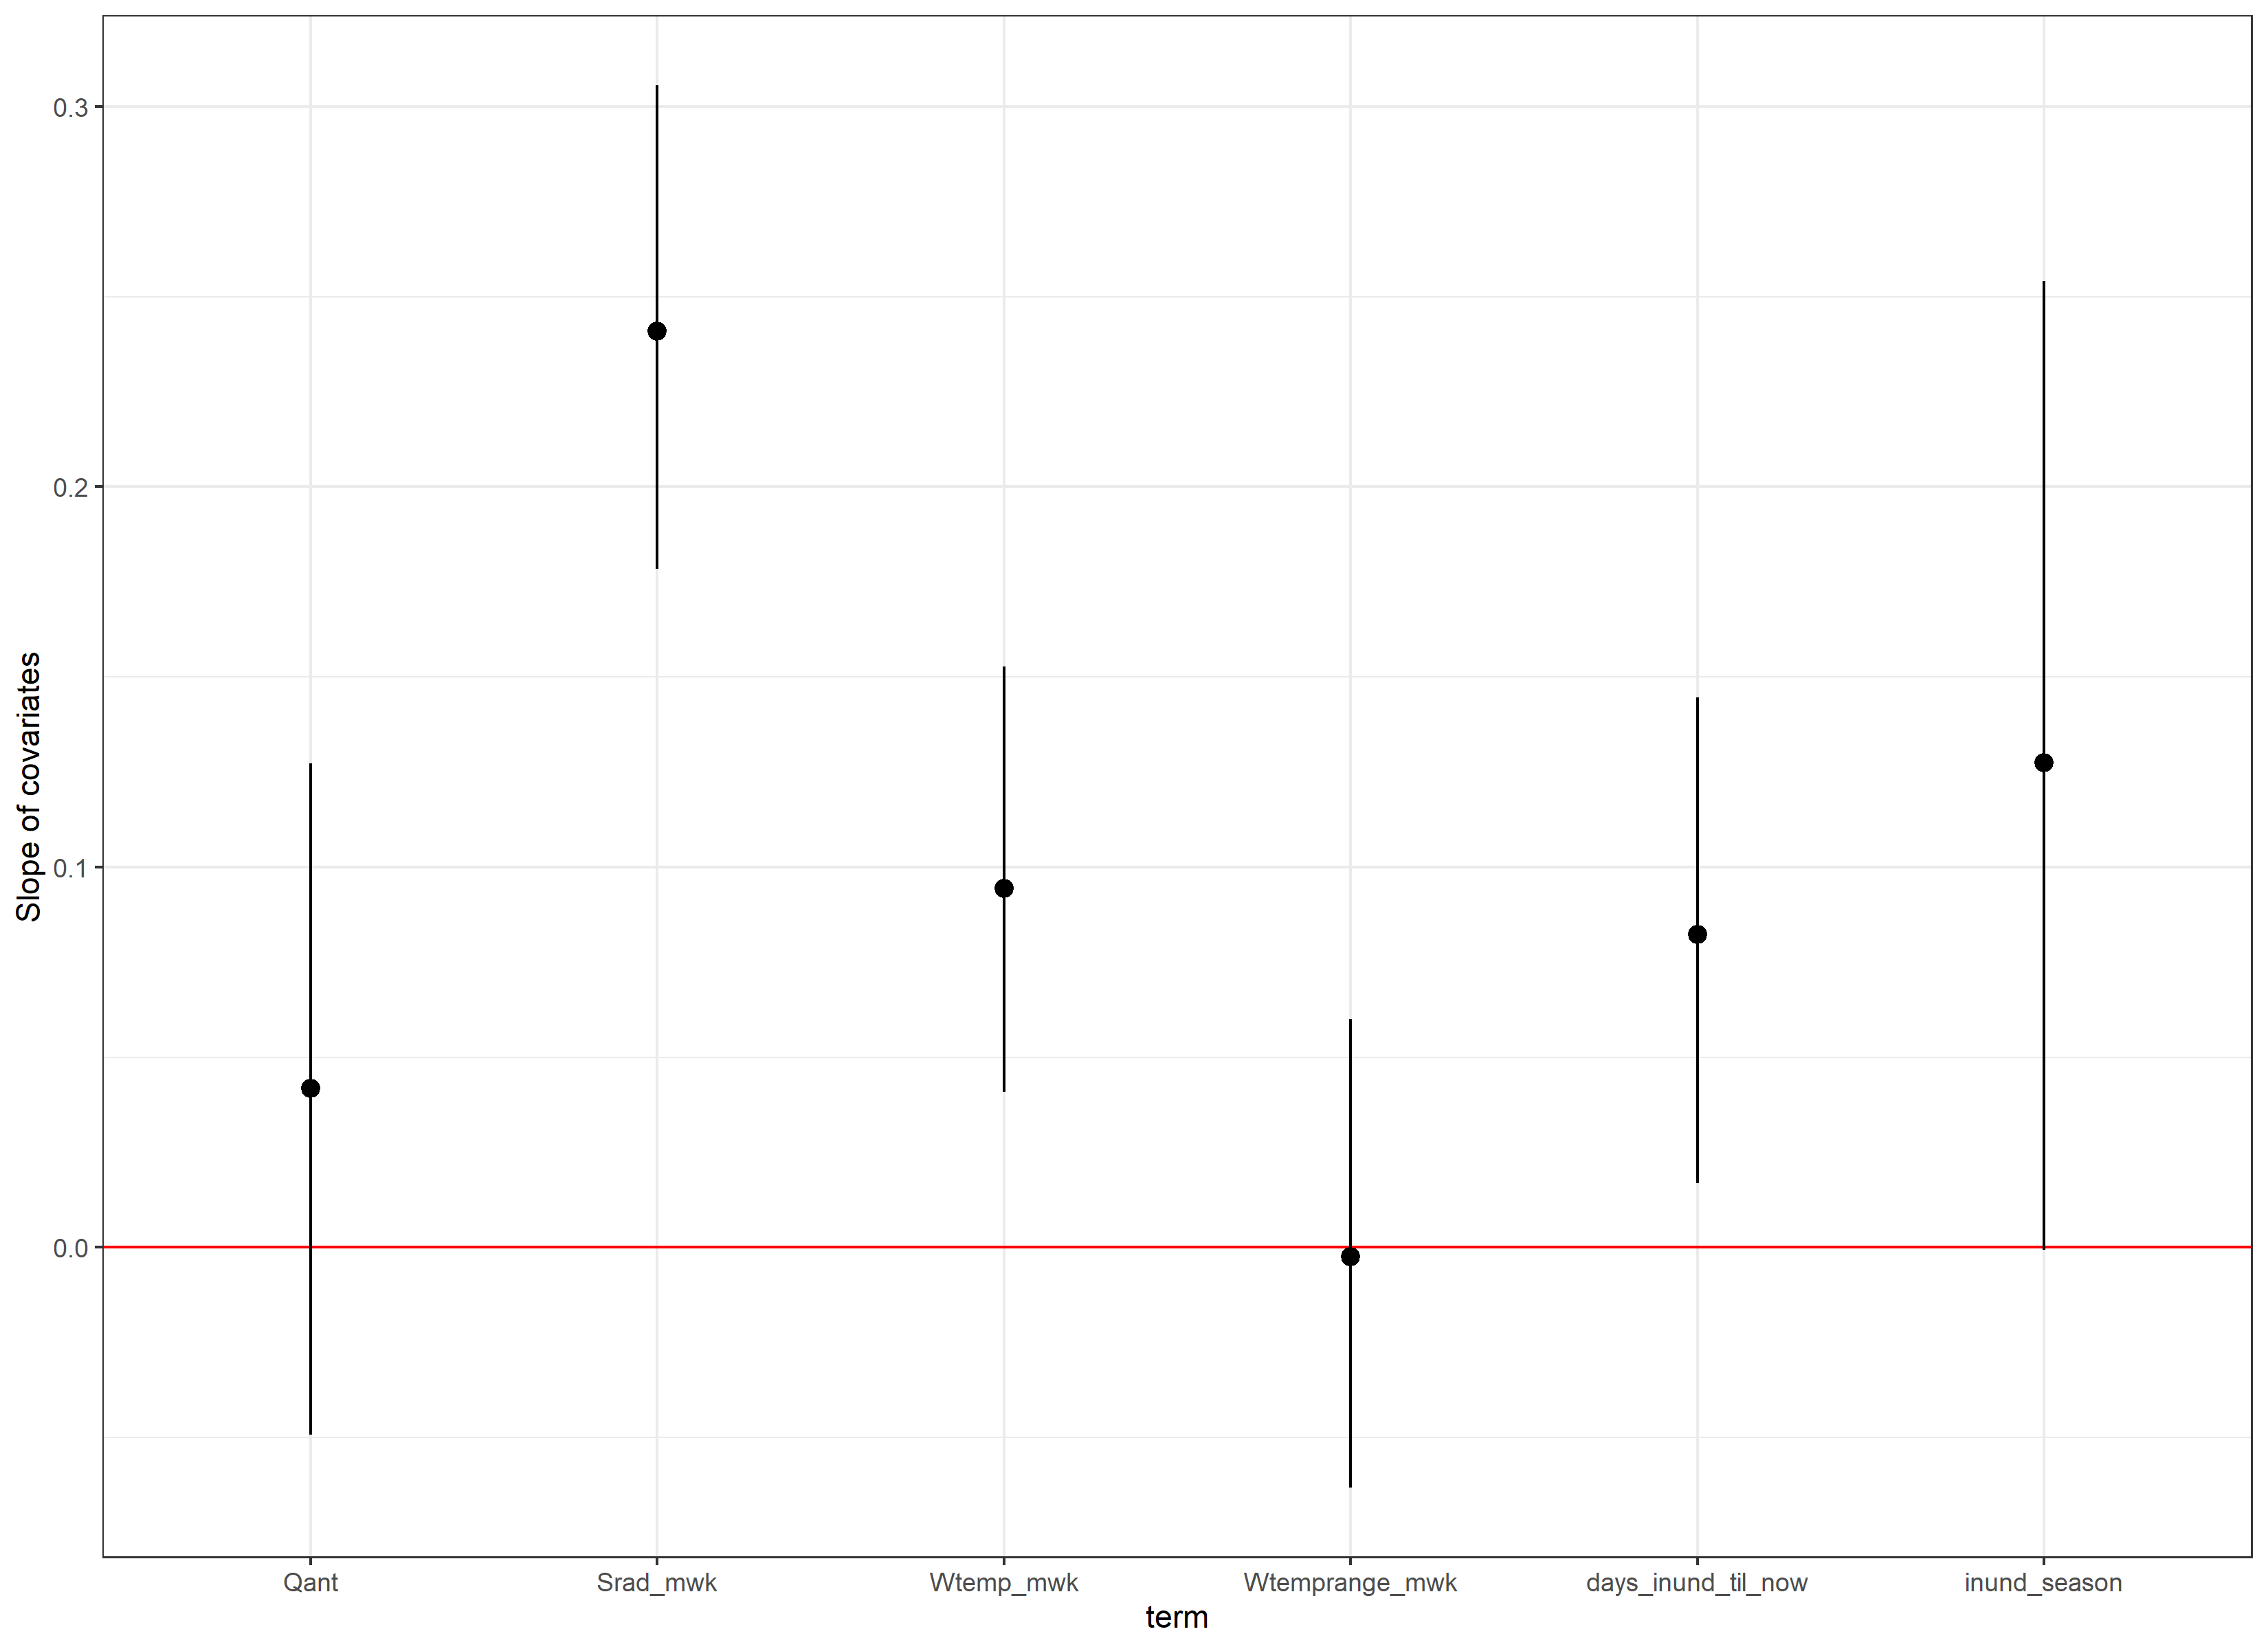 Slope of covariates
0.3
0.2
0.1
0.0
Qant Srad_mwk Wtemp_mwk Wtemprange_mwk days_inund_til_now inund_season
term